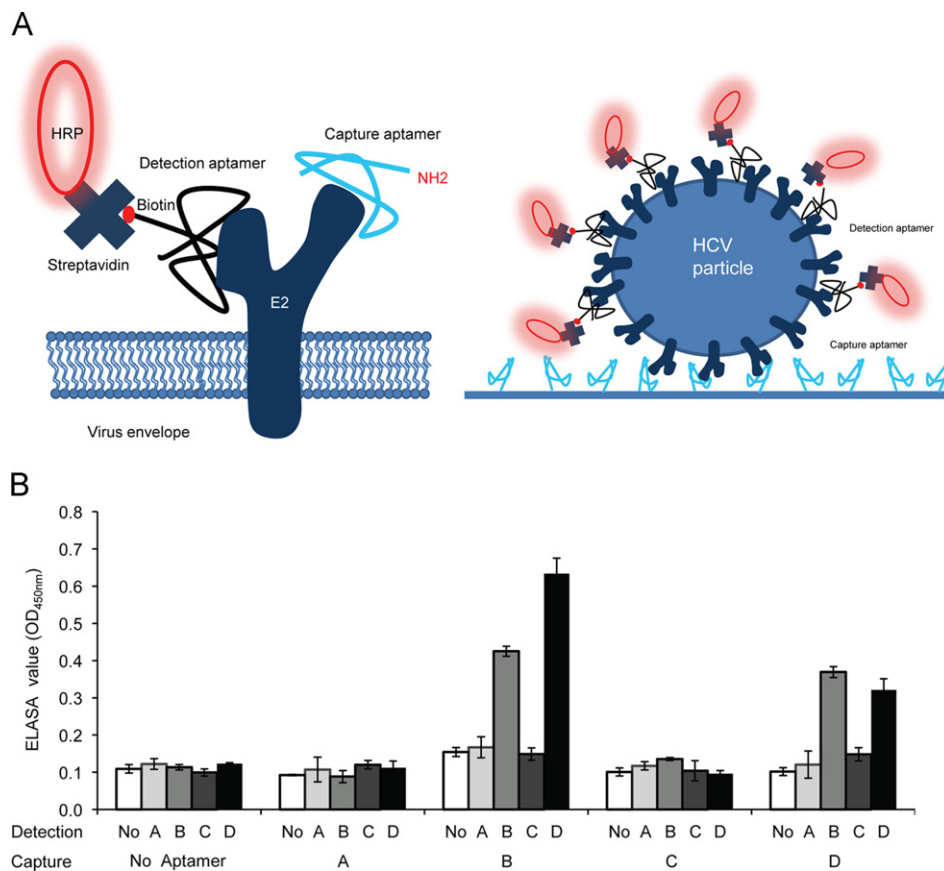 A
HRP
Detection aptamer
Capture aptamer
NH2
Biotin
Streptavidin
E2
Virus envelope
HCV
particle
Detection aptamer
Capture aptamer
B
ELASA value (OD450nm)
0.8
0.7
0.6
0.5
0.4
0.3
0.2
0.1
0.0
Detection No A B C D No A B C D No A B C D No A B C D No A B C D
Capture No Aptamer A B C D